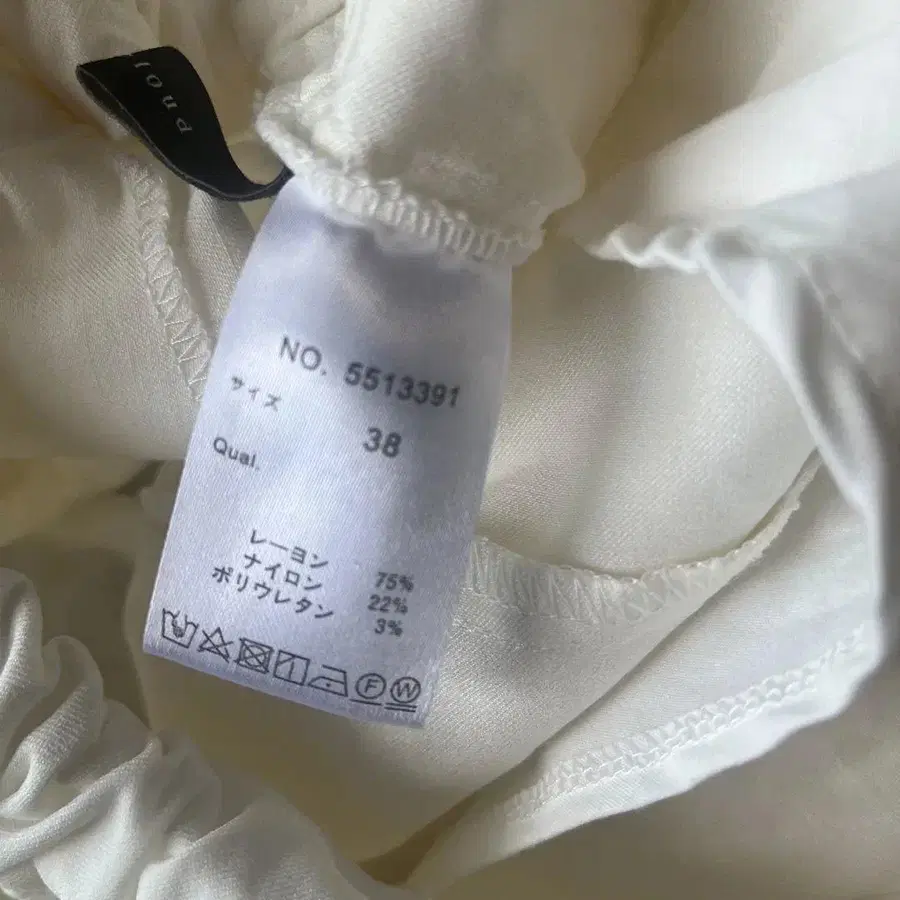 pnuol
NO. 5513391
サイズ
38
Qual.
レーヨン 75%
ナイロン 22%
ポリウレタン 3%
F W